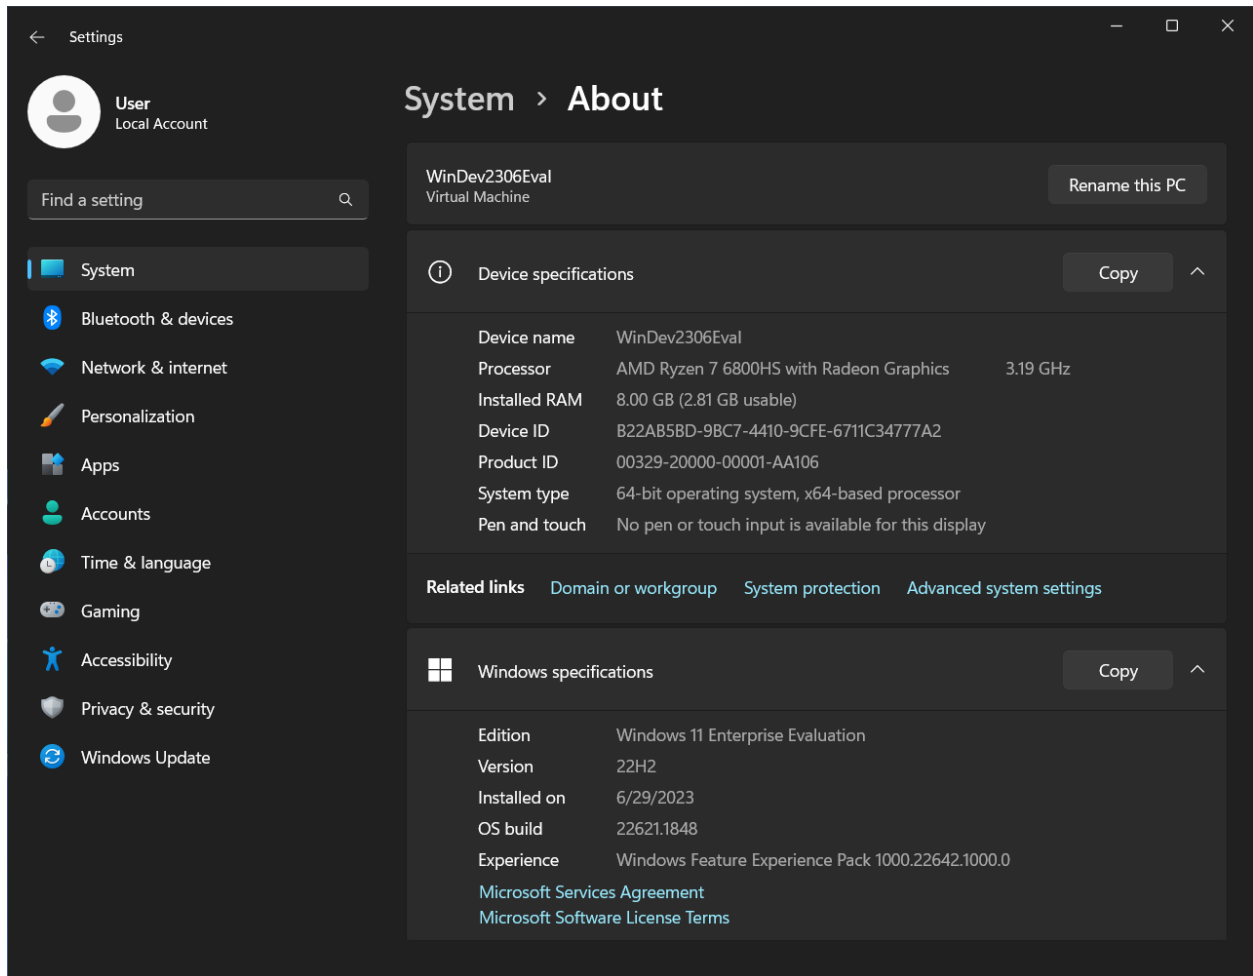 Settings
User
Local Account
Find a setting
System
Bluetooth & devices
Network & internet
Personalization
Apps
Accounts
Time & language
Gaming
Accessibility
Privacy & security
Windows Update
System > About
WinDev2306Eval
Virtual Machine
Rename this PC
Device specifications
Copy
Device name WinDev2306Eval
Processor AMD Ryzen 7 6800HS with Radeon Graphics 3.19 GHz
Installed RAM 8.00 GB (2.81 GB usable)
Device ID B22AB5BD-9BC7-4410-9CFE-6711C34777A2
Product ID 00329-20000-00001-AA106
System type 64-bit operating system, x64-based processor
Pen and touch No pen or touch input is available for this display
Related links Domain or workgroup System protection Advanced system settings
Windows specifications
Copy
Edition Windows 11 Enterprise Evaluation
Version 22H2
Installed on 6/29/2023
OS build 22621.1848
Experience Windows Feature Experience Pack 1000.22642.1000.0
Microsoft Services Agreement
Microsoft Software License Terms